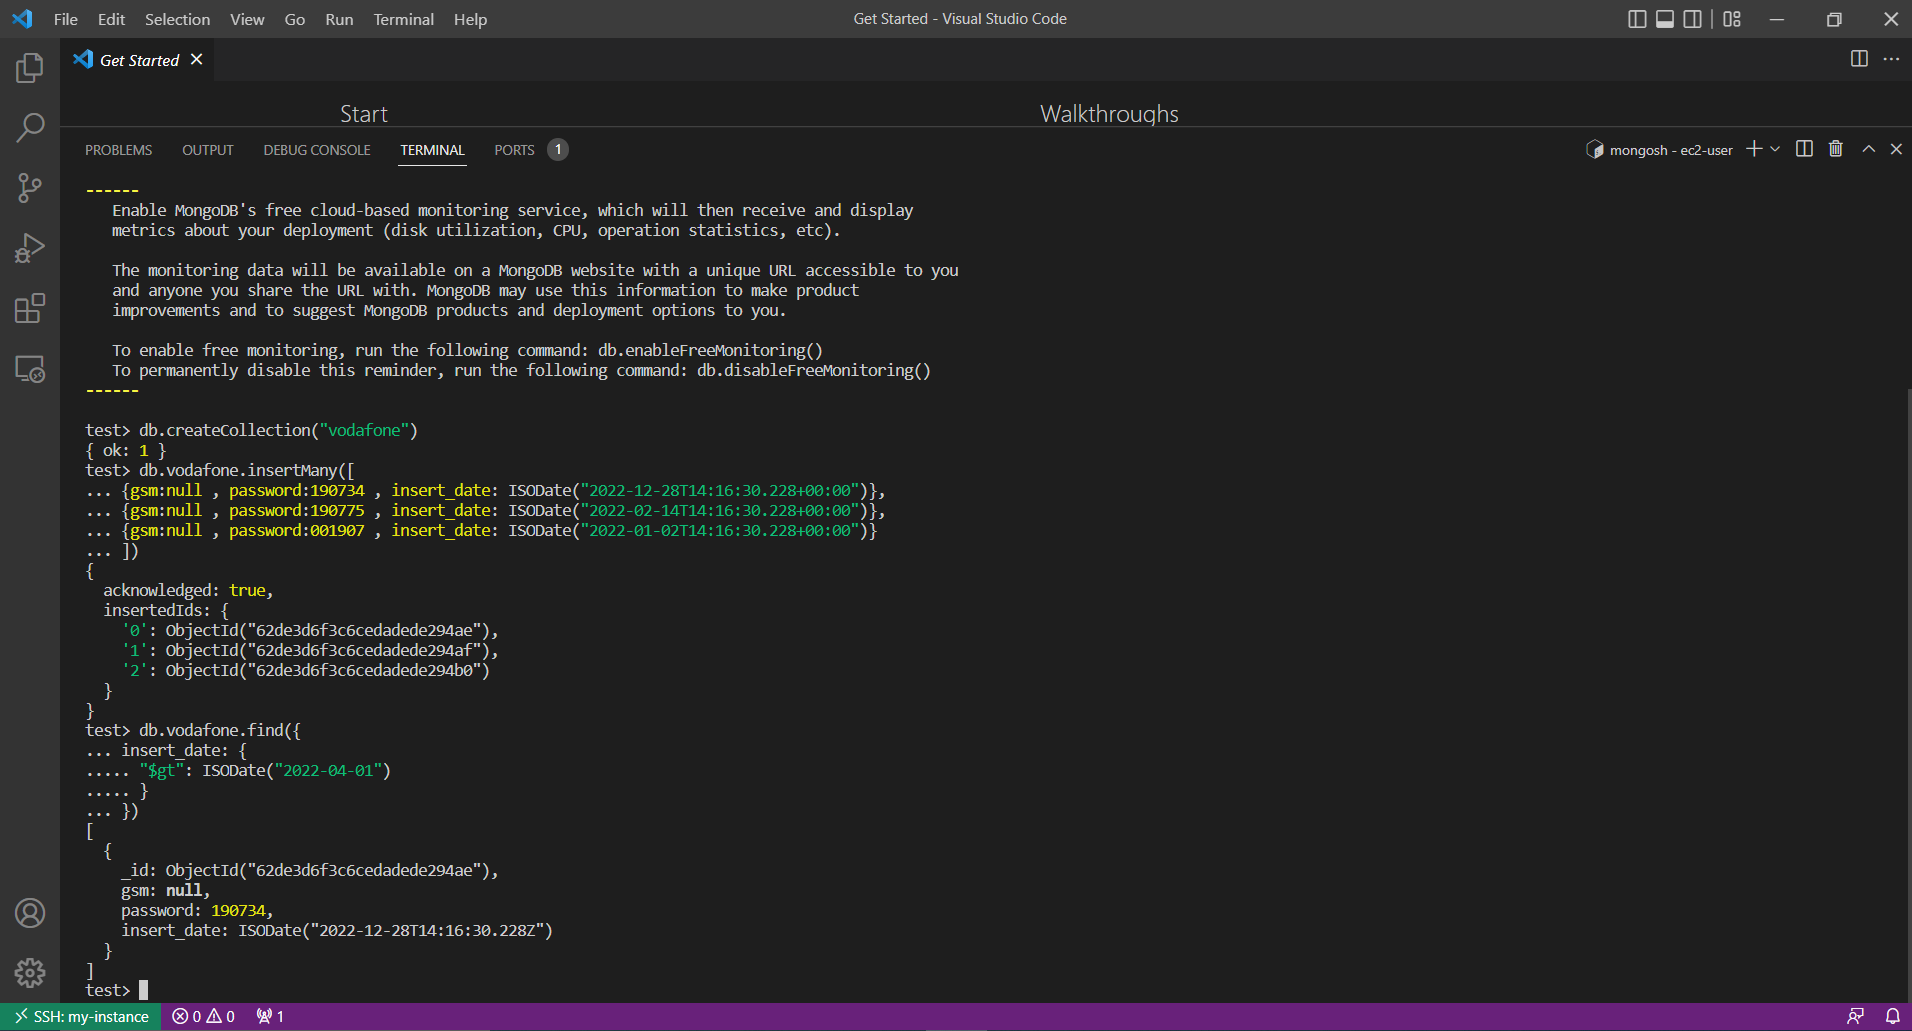 File Edit Selection View Go Run Terminal Help
Get Started - Visual Studio Code
Get Started
Start
Walkthroughs
PROBLEMS OUTPUT DEBUG CONSOLE TERMINAL PORTS 1
mongosh - ec2-user
------
   Enable MongoDB's free cloud-based monitoring service, which will then receive and display
   metrics about your deployment (disk utilization, CPU, operation statistics, etc).
   The monitoring data will be available on a MongoDB website with a unique URL accessible to you
   and anyone you share the URL with. MongoDB may use this information to make product
   improvements and to suggest MongoDB products and deployment options to you.
   To enable free monitoring, run the following command: db.enableFreeMonitoring()
   To permanently disable this reminder, run the following command: db.disableFreeMonitoring()
------
test> db.createCollection("vodafone")
{ ok: 1 }
test> db.vodafone.insertMany([
... {gsm:null , password:190734 , insert_date: ISODate("2022-12-28T14:16:30.228+00:00")},
... {gsm:null , password:190775 , insert_date: ISODate("2022-02-14T14:16:30.228+00:00")},
... {gsm:null , password:001907 , insert_date: ISODate("2022-01-02T14:16:30.228+00:00")}
... ])
{
  acknowledged: true,
  insertedIds: {
    '0': ObjectId("62de3d6f3c6cedadede294ae"),
    '1': ObjectId("62de3d6f3c6cedadede294af"),
    '2': ObjectId("62de3d6f3c6cedadede294b0")
  }
}
test> db.vodafone.find({
... insert_date: {
..... "$gt": ISODate("2022-04-01")
..... }
... })
[
  {
    _id: ObjectId("62de3d6f3c6cedadede294ae"),
    gsm: null,
    password: 190734,
    insert_date: ISODate("2022-12-28T14:16:30.228Z")
  }
]
test>
SSH: my-instance 0 0 1